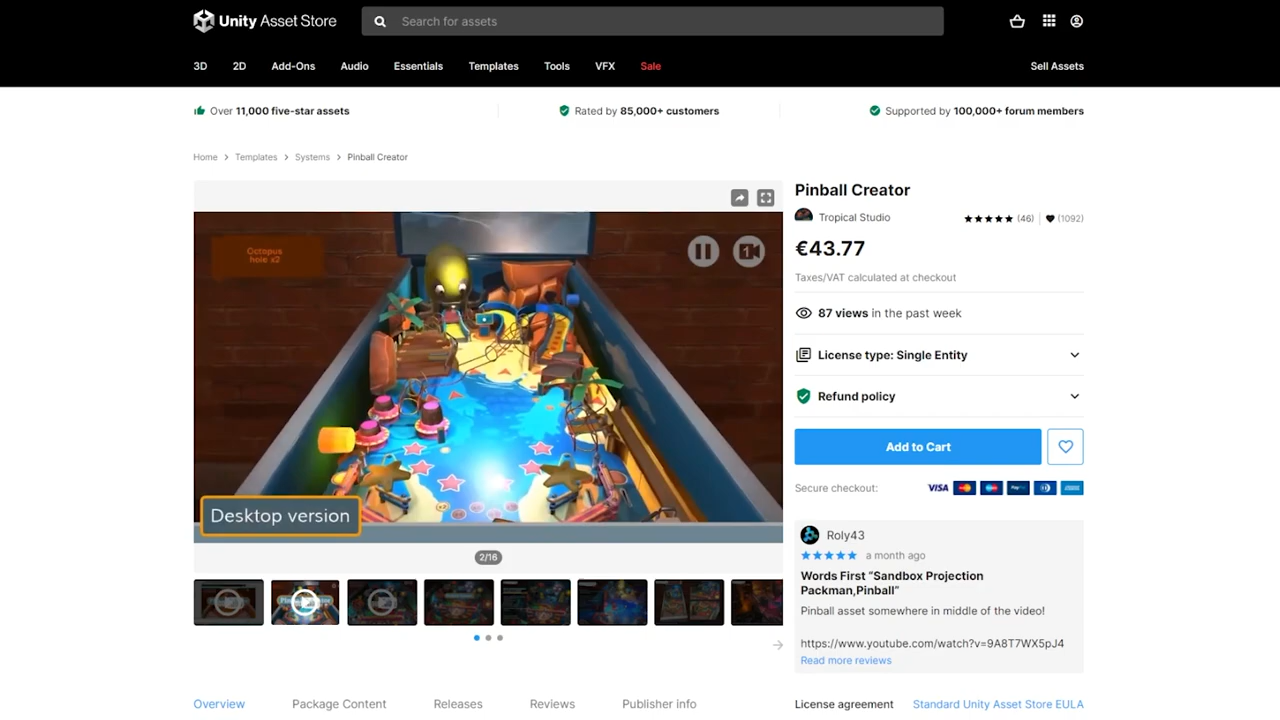 Unity Asset Store
Search for assets
3D 2D Add-Ons Audio Essentials Templates Tools VFX Sale Sell Assets
Over 11,000 five-star assets
Rated by 85,000+ customers
Supported by 100,000+ forum members
Home > Templates > Systems > Pinball Creator
Octopus
hole x2
1
Desktop version
2/16
Pinball Creator
Tropical Studio
(46) (1092)
€43.77
Taxes/VAT calculated at checkout
87 views in the past week
License type: Single Entity
Refund policy
Add to Cart
Secure checkout: VISA
Roly43
a month ago
Words First “Sandbox Projection
Packman,Pinball”
Pinball asset somewhere in middle of the video!
https://www.youtube.com/watch?v=9A8T7WX5pJ4
Read more reviews
Overview Package Content Releases Reviews Publisher info
License agreement Standard Unity Asset Store EULA